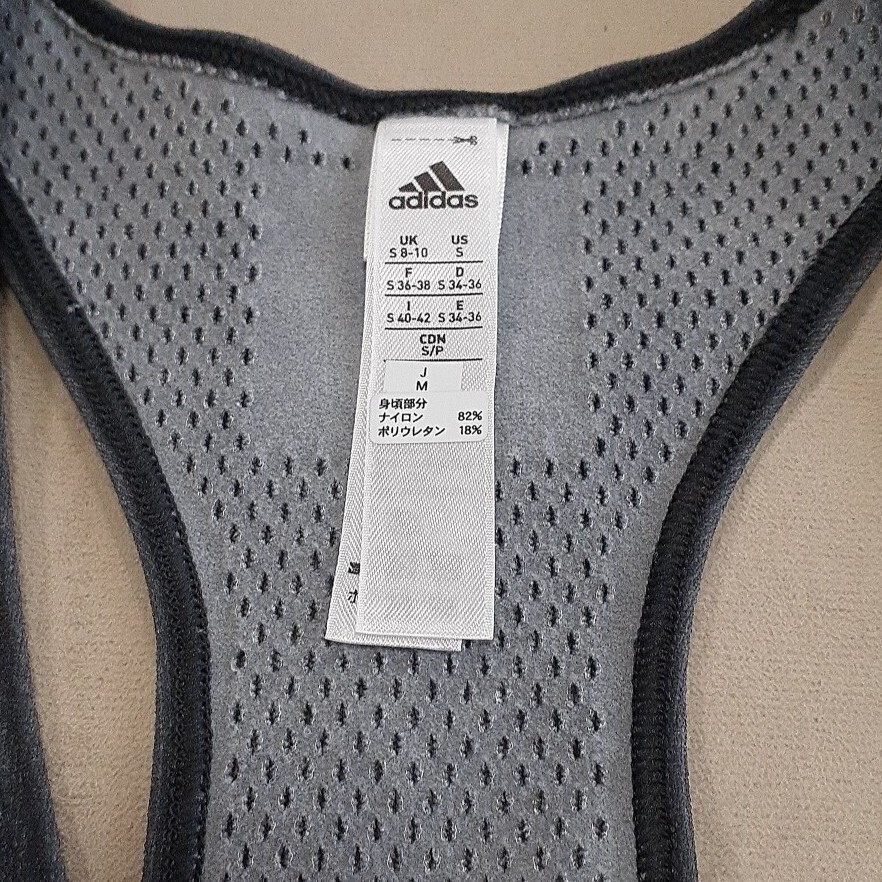 adidas
UK US
S 8-10 S
F D
S 36-38 S 34-36
I E
S 40-42 S 34-36
CDN
S/P
J
M
身頃部分
ナイロン 82%
ポリウレタン 18%